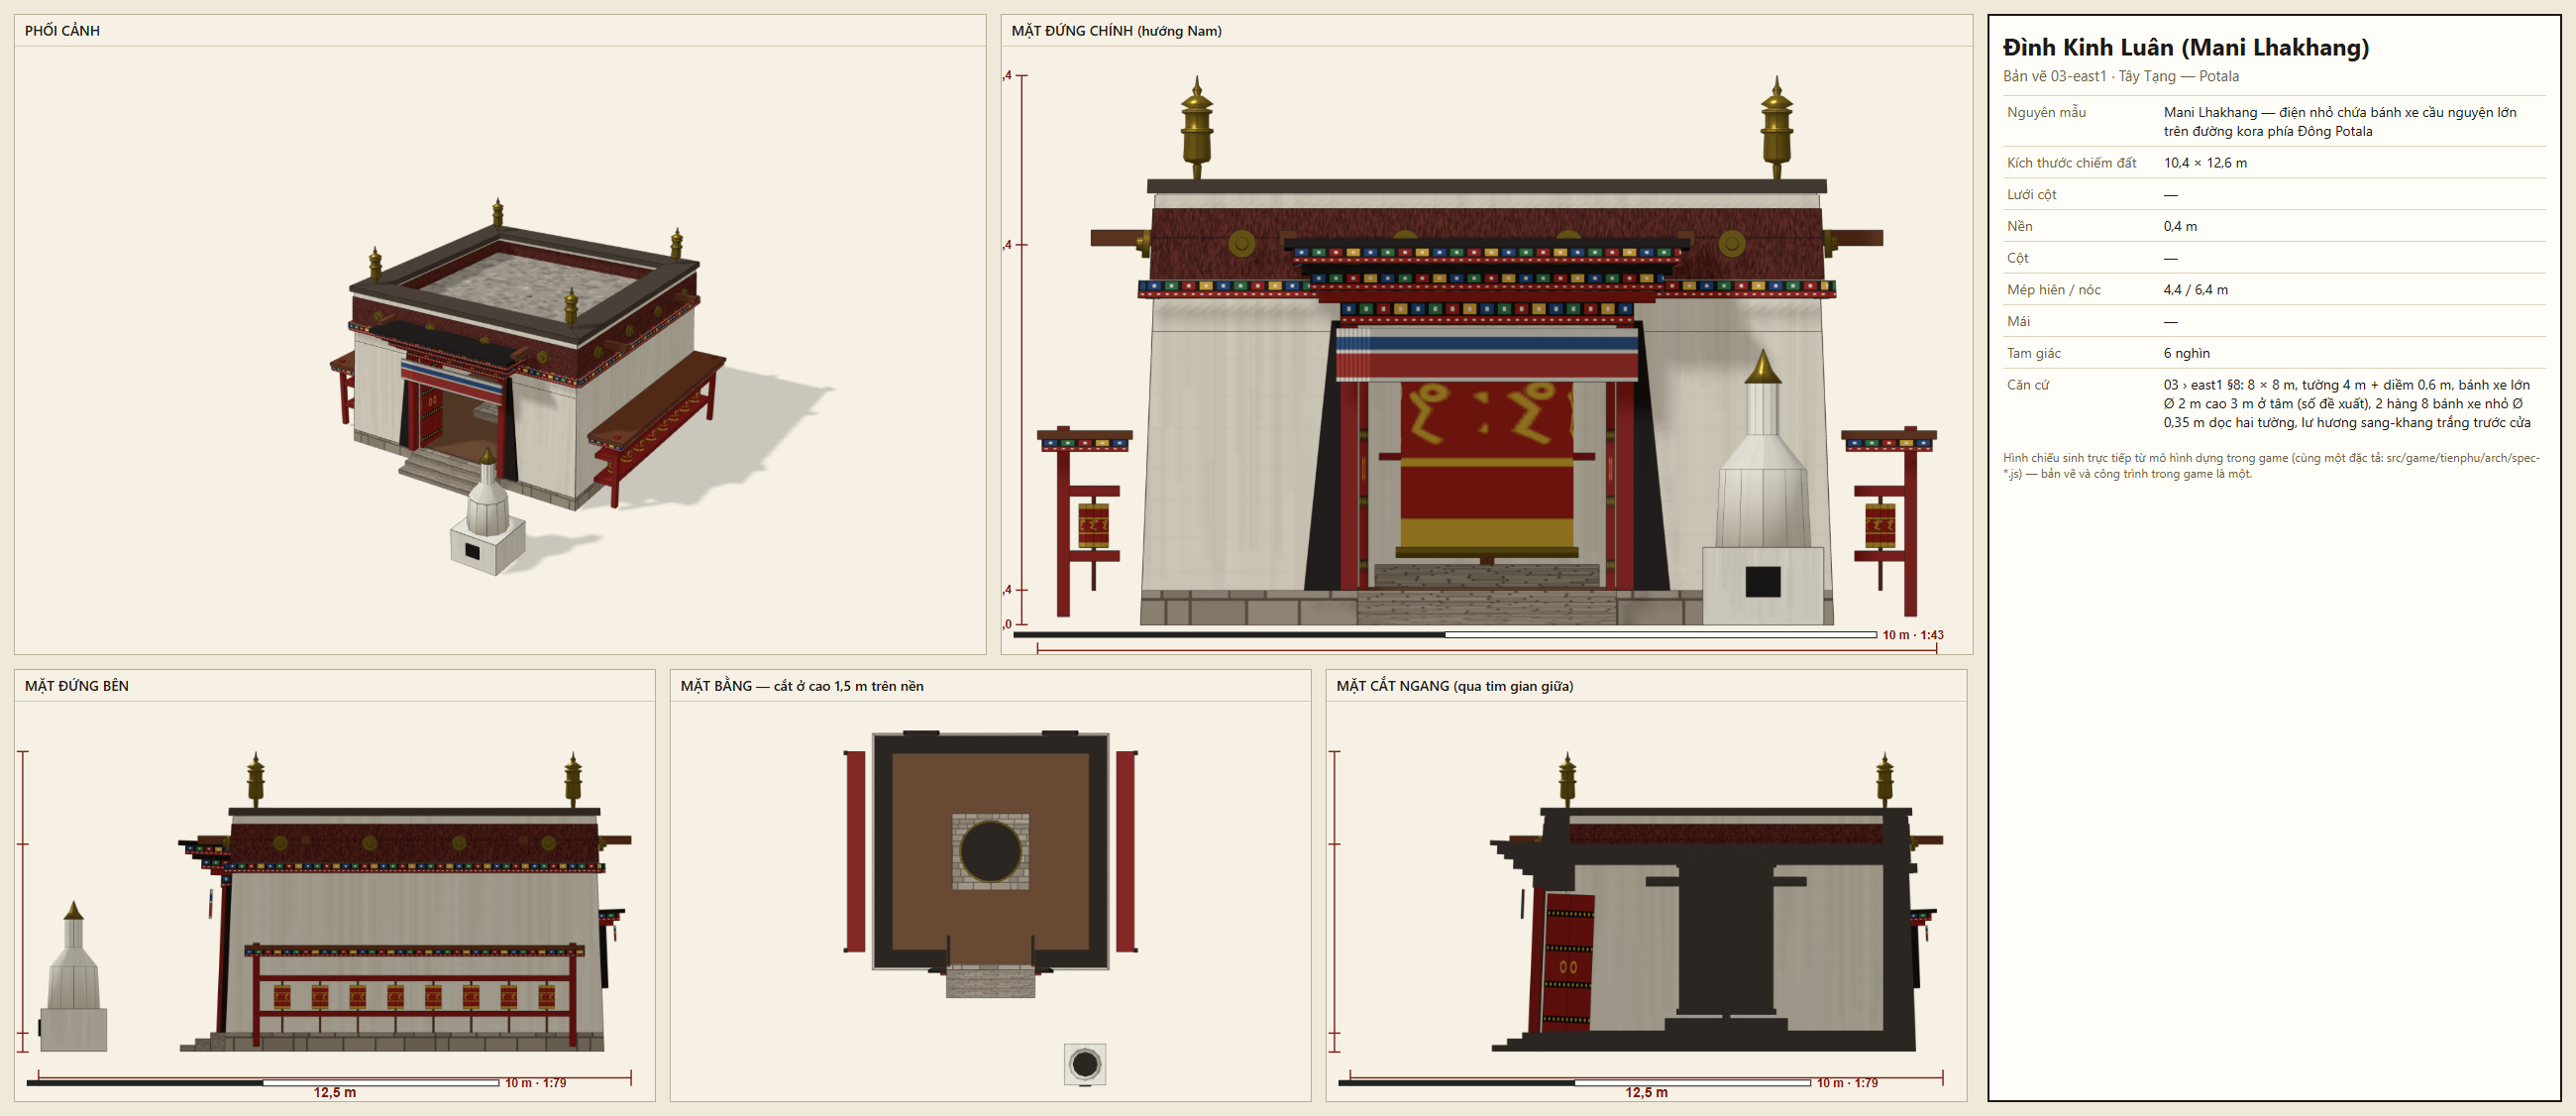 PHỐI CẢNH
MẶT ĐỨNG CHÍNH (hướng Nam)
,4
,4
,4
,0
10 m · 1:43
MẶT ĐỨNG BÊN
10 m · 1:79
12,5 m
MẶT BẰNG — cắt ở cao 1,5 m trên nền
MẶT CẮT NGANG (qua tim gian giữa)
10 m · 1:79
12,5 m
Đình Kinh Luân (Mani Lhakhang)
Bản vẽ 03-east1 · Tây Tạng — Potala
Nguyên mẫu
Mani Lhakhang — điện nhỏ chứa bánh xe cầu nguyện lớn
trên đường kora phía Đông Potala
Kích thước chiếm đất
10,4 × 12,6 m
Lưới cột
—
Nền
0,4 m
Cột
—
Mép hiên / nóc
4,4 / 6,4 m
Mái
—
Tam giác
6 nghìn
Căn cứ
03 › east1 §8: 8 × 8 m, tường 4 m + diềm 0,6 m, bánh xe lớn
Ø 2 m cao 3 m ở tâm (số đề xuất), 2 hàng 8 bánh xe nhỏ Ø
0,35 m dọc hai tường, lư hương sang-khang trắng trước cửa
Hình chiếu sinh trực tiếp từ mô hình dựng trong game (cùng một đặc tả: src/game/tienphu/arch/spec-
*.js) — bản vẽ và công trình trong game là một.